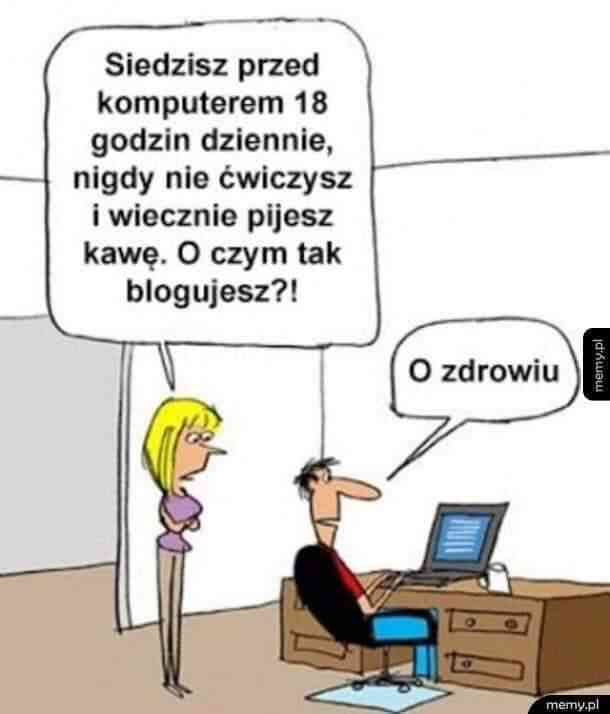 Siedzisz przed
komputerem 18
godzin dziennie,
nigdy nie ćwiczysz
i wiecznie pijesz
kawę. O czym tak
blogujesz?!
O zdrowiu
memy.pl
memy.pl